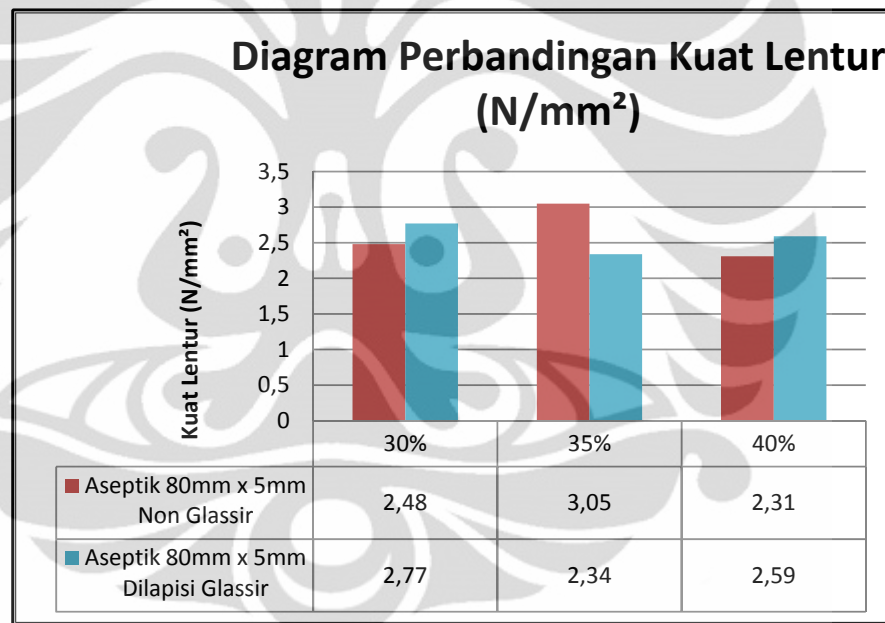 Diagram Perbandingan Kuat Lentur
(N/mm²)
Kuat Lentur (N/mm²)
3,5
3
2,5
2
1,5
1
0,5
0
30% 35% 40%
Aseptik 80mm x 5mm
Non Glassir
2,48 3,05 2,31
Aseptik 80mm x 5mm
Dilapisi Glassir
2,77 2,34 2,59